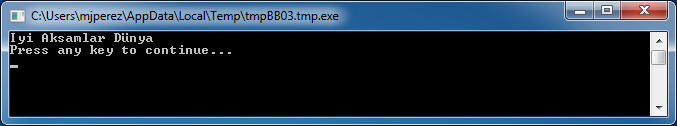 C:\Users\mjperez\AppData\Local\Temp\tmpBB03.tmp.exe
Iyi Aksamlar Dünya
Press any key to continue...